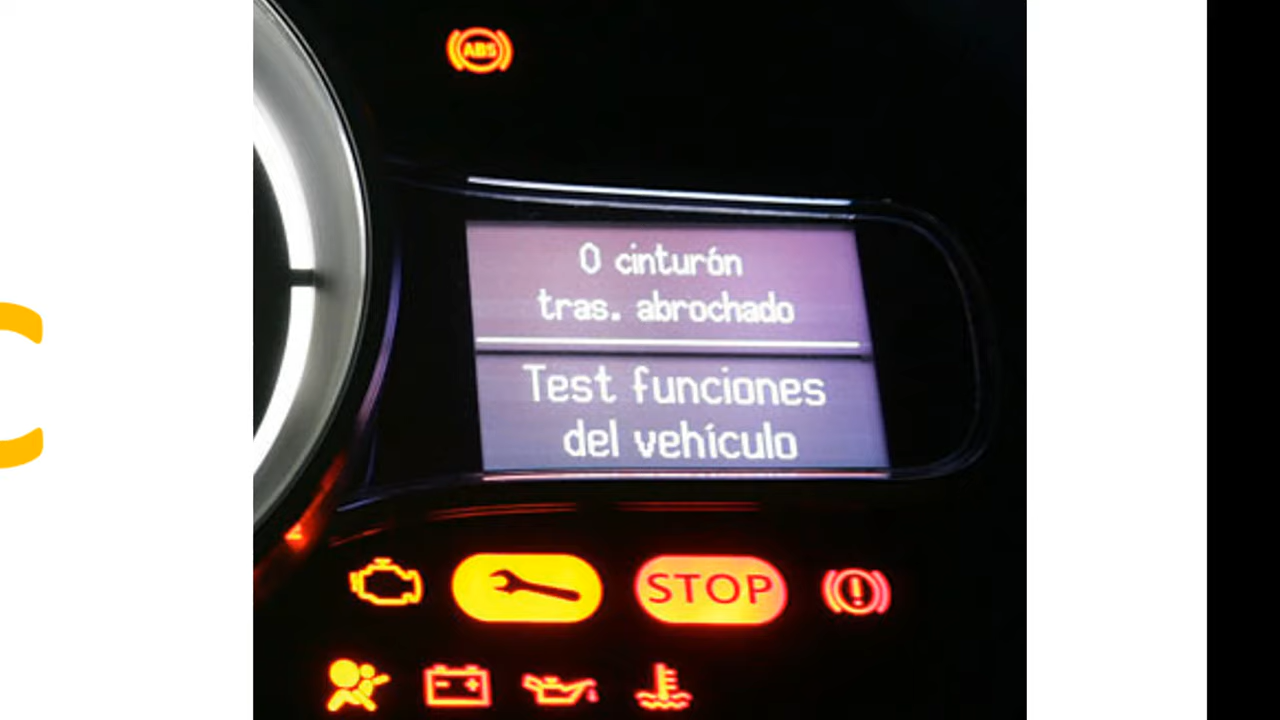 ABS
0 cinturón
tras. abrochado
Test funciones
del vehículo
STOP